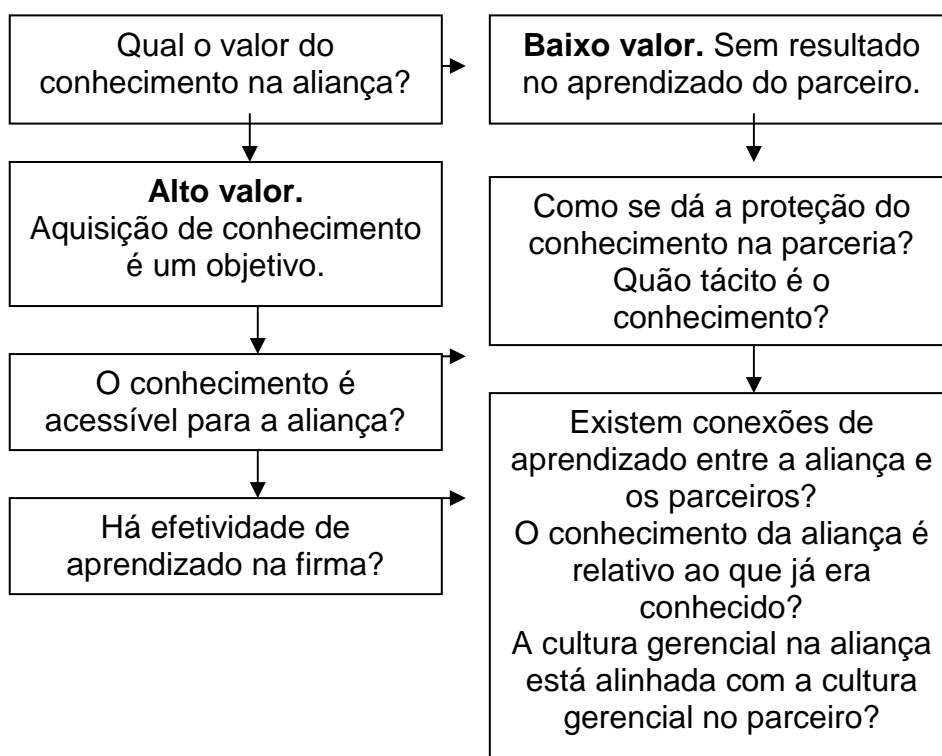 Qual o valor do
conhecimento na aliança?
Baixo valor. Sem resultado
no aprendizado do parceiro.
Alto valor.
Aquisição de conhecimento
é um objetivo.
Como se dá a proteção do
conhecimento na parceria?
Quão tácito é o
conhecimento?
O conhecimento é
acessível para a aliança?
Há efetividade de
aprendizado na firma?
Existem conexões de
aprendizado entre a aliança e
os parceiros?
O conhecimento da aliança é
relativo ao que já era
conhecido?
A cultura gerencial na aliança
está alinhada com a cultura
gerencial no parceiro?